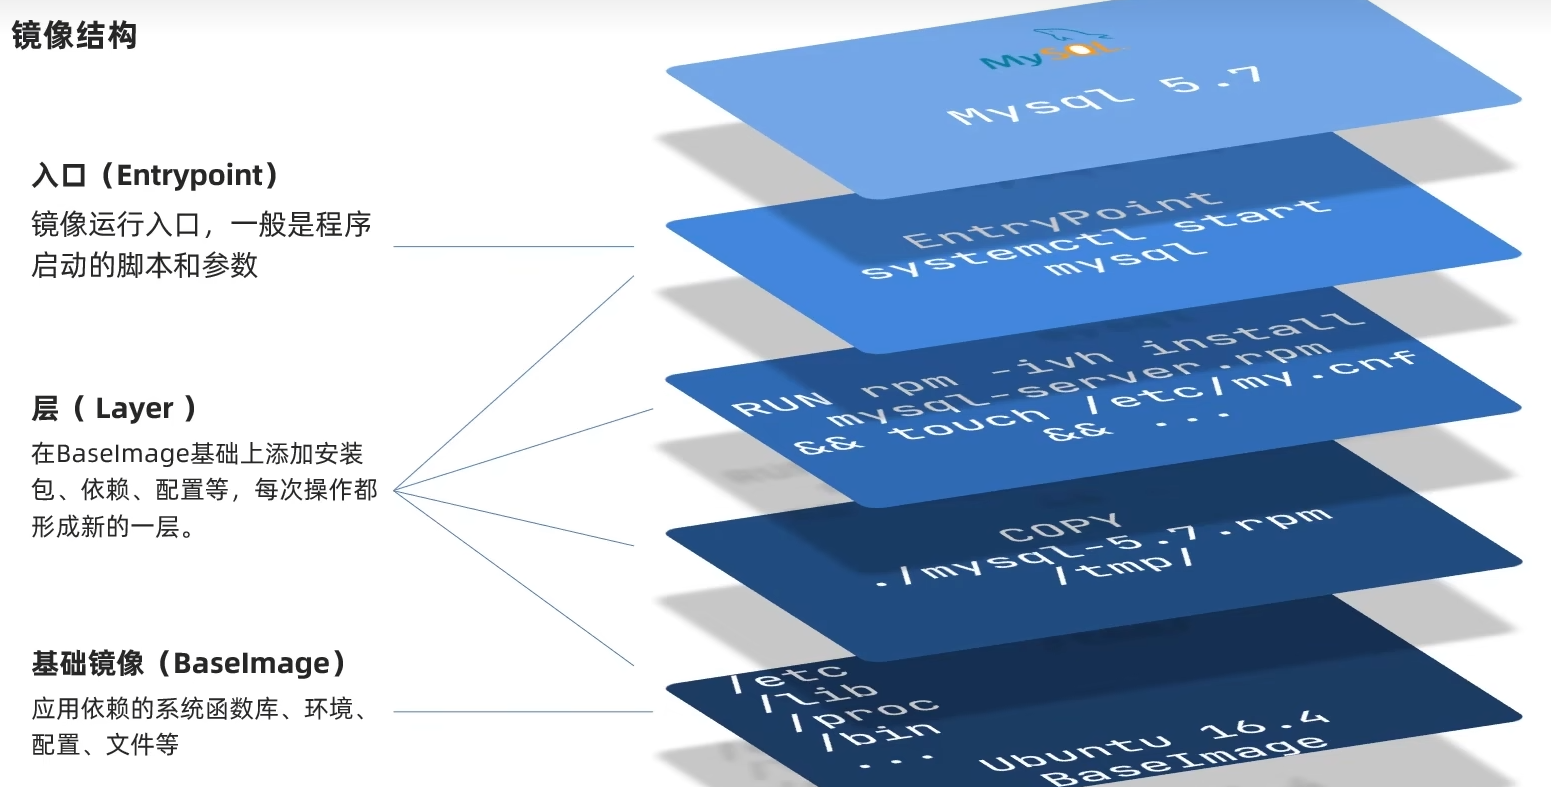 镜像结构
入口（Entrypoint）
镜像运行入口，一般是程序
启动的脚本和参数
层（ Layer ）
在BaseImage基础上添加安装
包、依赖、配置等，每次操作都
形成新的一层。
基础镜像（BaseImage）
应用依赖的系统函数库、环境、
配置、文件等
MySQL
Mysql 5.7
EntryPoint
systemctl start
mysql
RUN rpm -ivh install
mysql-server.rpm
&& touch /etc/my.cnf
&& ...
COPY
./mysql-5.7.rpm
/tmp/
/etc
/lib
/proc
/bin
...
Ubuntu 16.4
BaseImage